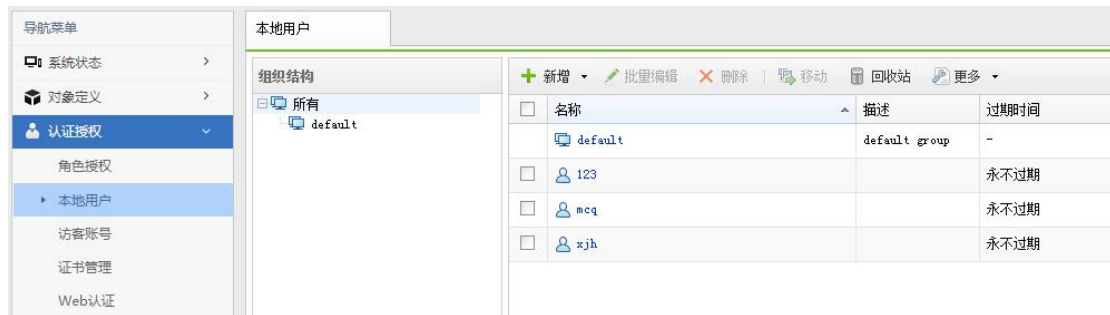 导航菜单
系统状态
对象定义
认证授权
角色授权
本地用户
访客账号
证书管理
Web认证
本地用户
组织结构
所有
default
新增 批量编辑 删除 移动 回收站 更多
名称 描述 过期时间
default default group -
123 永不过期
mcq 永不过期
xjh 永不过期